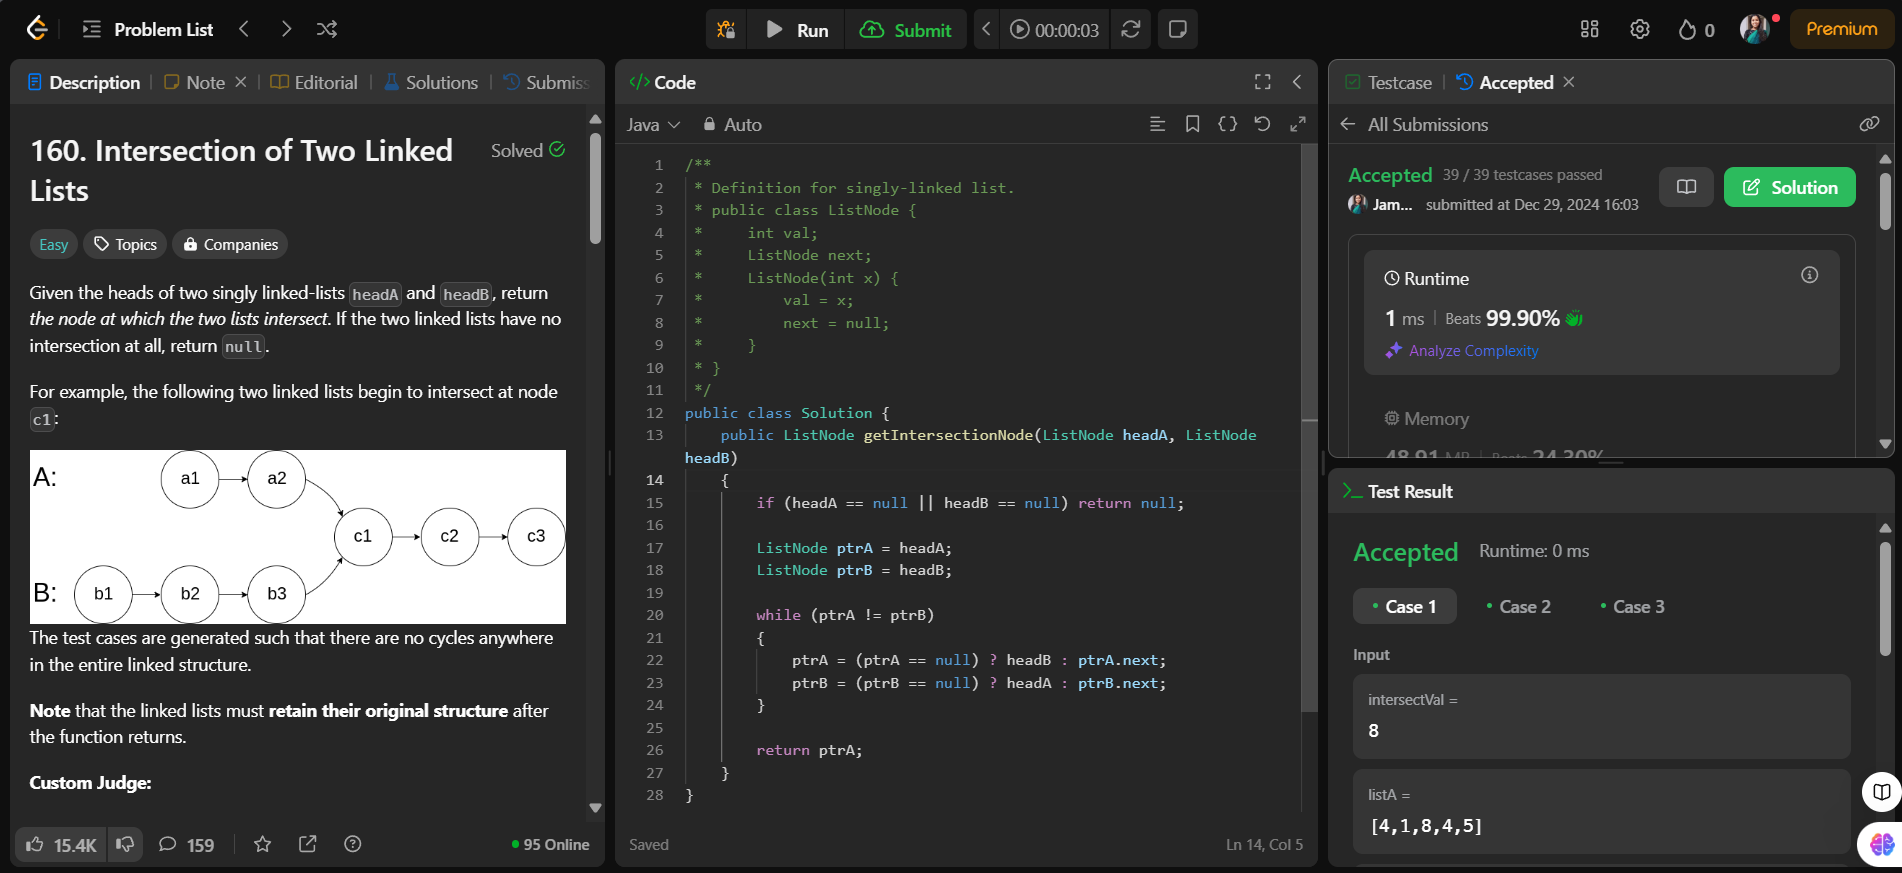 Problem List
Run
Submit
00:00:03
0
Premium
Description
Note
Editorial
Solutions
Submiss
160. Intersection of Two Linked
Lists
Solved
Easy
Topics
Companies
Given the heads of two singly linked-lists headA and headB, return
the node at which the two lists intersect. If the two linked lists have no
intersection at all, return null.
For example, the following two linked lists begin to intersect at node
c1:
A:
a1
a2
c1
c2
c3
B:
b1
b2
b3
The test cases are generated such that there are no cycles anywhere
in the entire linked structure.
Note that the linked lists must retain their original structure after
the function returns.
Custom Judge:
15.4K
159
95 Online
</> Code
Java
Auto
1 /**
2 * Definition for singly-linked list.
3 * public class ListNode {
4 *     int val;
5 *     ListNode next;
6 *     ListNode(int x) {
7 *         val = x;
8 *         next = null;
9 *     }
10 * }
11 */
12 public class Solution {
13     public ListNode getIntersectionNode(ListNode headA, ListNode
headB)
14     {
15         if (headA == null || headB == null) return null;
16
17         ListNode ptrA = headA;
18         ListNode ptrB = headB;
19
20         while (ptrA != ptrB)
21         {
22             ptrA = (ptrA == null) ? headB : ptrA.next;
23             ptrB = (ptrB == null) ? headA : ptrB.next;
24         }
25
26         return ptrA;
27     }
28 }
Saved
Ln 14, Col 5
Testcase
Accepted
All Submissions
Accepted 39 / 39 testcases passed
Jam... submitted at Dec 29, 2024 16:03
Solution
Runtime
1 ms | Beats 99.90%
Analyze Complexity
Memory
48.91 MB | Beats 24.30%
Test Result
Accepted Runtime: 0 ms
Case 1
Case 2
Case 3
Input
intersectVal =
8
listA =
[4,1,8,4,5]